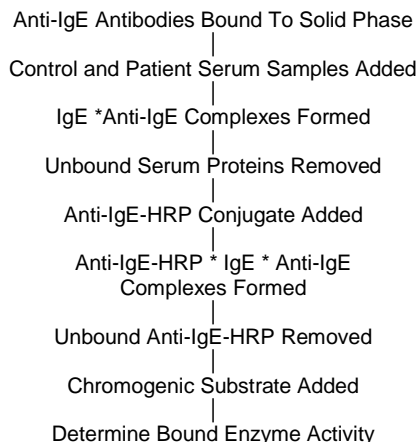 Anti-IgE Antibodies Bound To Solid Phase
Control and Patient Serum Samples Added
IgE *Anti-IgE Complexes Formed
Unbound Serum Proteins Removed
Anti-IgE-HRP Conjugate Added
Anti-IgE-HRP * IgE * Anti-IgE
Complexes Formed
Unbound Anti-IgE-HRP Removed
Chromogenic Substrate Added
Determine Bound Enzyme Activity